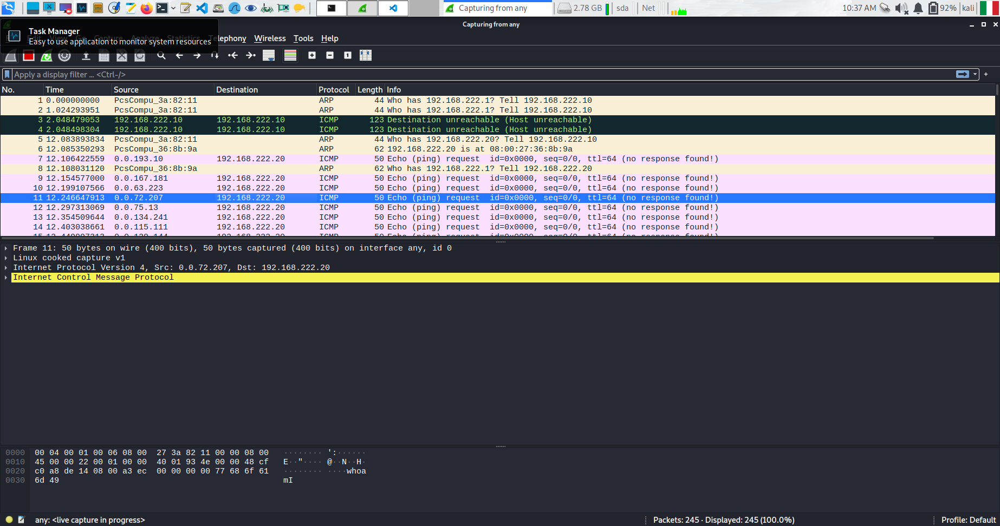 Capturing from any
2.78 GB
sda
Net
10:37 AM
92%
kali
Capturing from any
Task Manager
Easy to use application to monitor system resources
Telephony Wireless Tools Help
Apply a display filter … <Ctrl-/>
No. Time Source Destination Protocol Length Info
1 0.000000000 PcsCompu_3a:82:11 ARP 44 Who has 192.168.222.1? Tell 192.168.222.10
2 1.024293951 PcsCompu_3a:82:11 ARP 44 Who has 192.168.222.1? Tell 192.168.222.10
3 2.048479053 192.168.222.10 192.168.222.10 ICMP 123 Destination unreachable (Host unreachable)
4 2.048498304 192.168.222.10 192.168.222.10 ICMP 123 Destination unreachable (Host unreachable)
5 12.083893834 PcsCompu_3a:82:11 ARP 44 Who has 192.168.222.20? Tell 192.168.222.10
6 12.085350293 PcsCompu_36:8b:9a ARP 62 192.168.222.20 is at 08:00:27:36:8b:9a
7 12.106422559 0.0.193.10 192.168.222.20 ICMP 50 Echo (ping) request id=0x0000, seq=0/0, ttl=64 (no response found!)
8 12.108031120 PcsCompu_36:8b:9a ARP 62 Who has 192.168.222.1? Tell 192.168.222.20
9 12.154577000 0.0.167.181 192.168.222.20 ICMP 50 Echo (ping) request id=0x0000, seq=0/0, ttl=64 (no response found!)
10 12.199107566 0.0.63.223 192.168.222.20 ICMP 50 Echo (ping) request id=0x0000, seq=0/0, ttl=64 (no response found!)
11 12.246647913 0.0.72.207 192.168.222.20 ICMP 50 Echo (ping) request id=0x0000, seq=0/0, ttl=64 (no response found!)
12 12.297313069 0.0.75.13 192.168.222.20 ICMP 50 Echo (ping) request id=0x0000, seq=0/0, ttl=64 (no response found!)
13 12.354509644 0.0.134.241 192.168.222.20 ICMP 50 Echo (ping) request id=0x0000, seq=0/0, ttl=64 (no response found!)
14 12.403038661 0.0.115.111 192.168.222.20 ICMP 50 Echo (ping) request id=0x0000, seq=0/0, ttl=64 (no response found!)
Frame 11: 50 bytes on wire (400 bits), 50 bytes captured (400 bits) on interface any, id 0
Linux cooked capture v1
Internet Protocol Version 4, Src: 0.0.72.207, Dst: 192.168.222.20
Internet Control Message Protocol
0000 00 04 00 01 00 06 08 00 27 3a 82 11 00 00 08 00 ········ ':······
0010 45 00 00 22 00 01 00 00 40 01 93 4e 00 00 48 cf E··"···· @··N··H·
0020 c0 a8 de 14 08 00 a3 ec 00 00 00 00 77 68 6f 61 ········ ····whoa
0030 6d 49 mI
any: <live capture in progress>
Packets: 245 · Displayed: 245 (100.0%)
Profile: Default